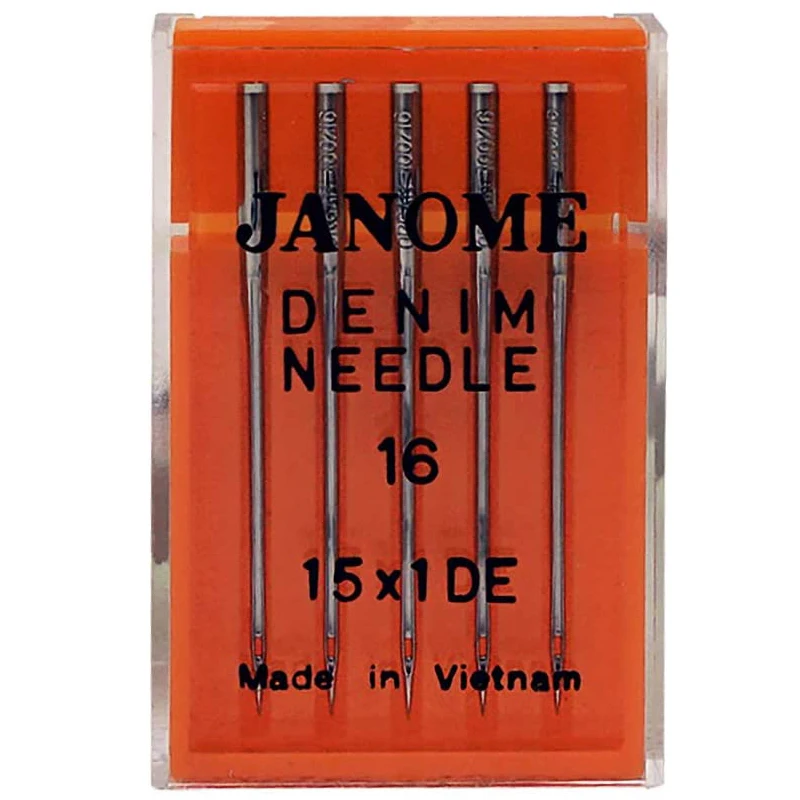 JANOME
DENIM
NEEDLE
16
15x1DE
Made in Vietnam